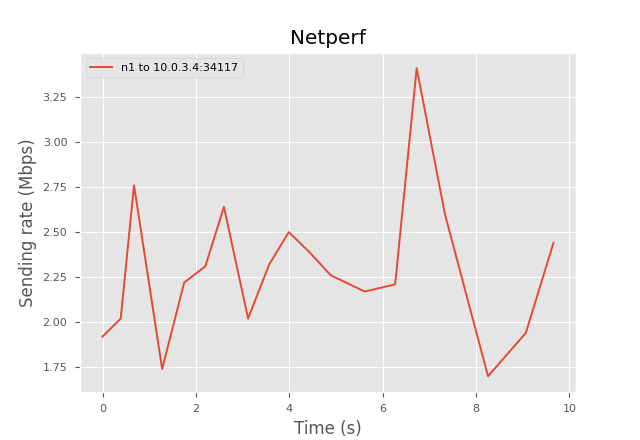 Netperf
n1 to 10.0.3.4:34117
Sending rate (Mbps)
3.25
3.00
2.75
2.50
2.25
2.00
1.75
0 2 4 6 8 10
Time (s)